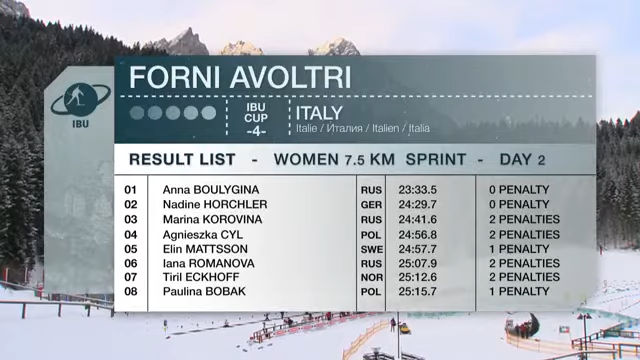 FORNI AVOLTRI
IBU
IBU
CUP
-4-
ITALY
Italie / Италия / Italien / Italia
RESULT LIST - WOMEN 7.5 KM SPRINT - DAY 2
01 Anna BOULYGINA RUS 23:33.5 0 PENALTY
02 Nadine HORCHLER GER 24:29.7 0 PENALTY
03 Marina KOROVINA RUS 24:41.6 2 PENALTIES
04 Agnieszka CYL POL 24:56.8 2 PENALTIES
05 Elin MATTSSON SWE 24:57.7 1 PENALTY
06 Iana ROMANOVA RUS 25:07.9 2 PENALTIES
07 Tiril ECKHOFF NOR 25:12.6 2 PENALTIES
08 Paulina BOBAK POL 25:15.7 1 PENALTY